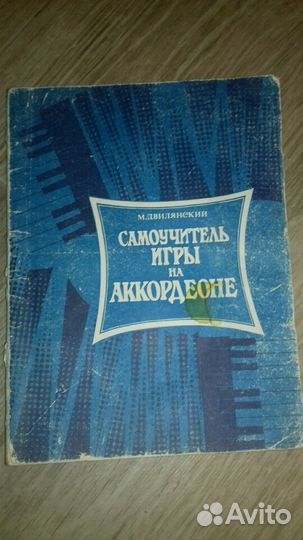 М. ДВИЛЯНСКИЙ
САМОУЧИТЕЛЬ
ИГРЫ
НА
АККОРДЕОНЕ
Avito